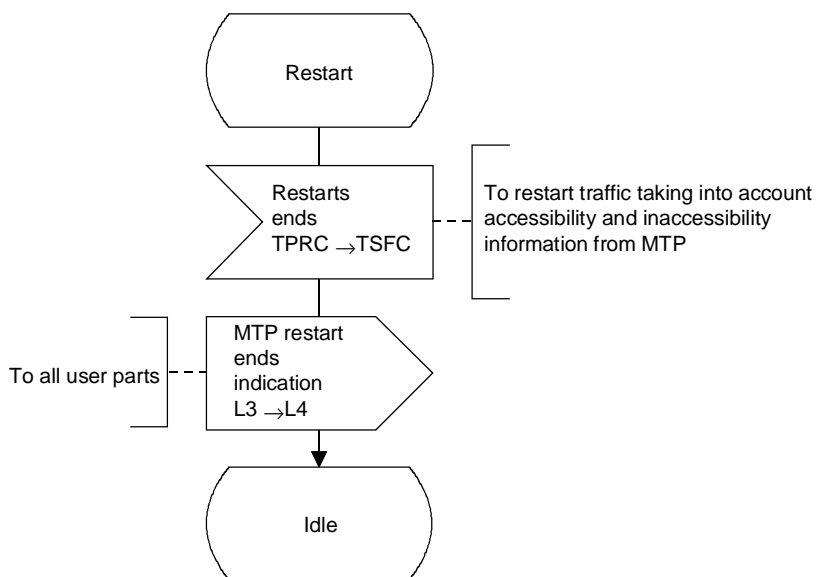 Restart
Restarts
ends
TPRC →TSFC
To restart traffic taking into account
accessibility and inaccessibility
information from MTP
MTP restart
ends
indication
L3 →L4
To all user parts
Idle